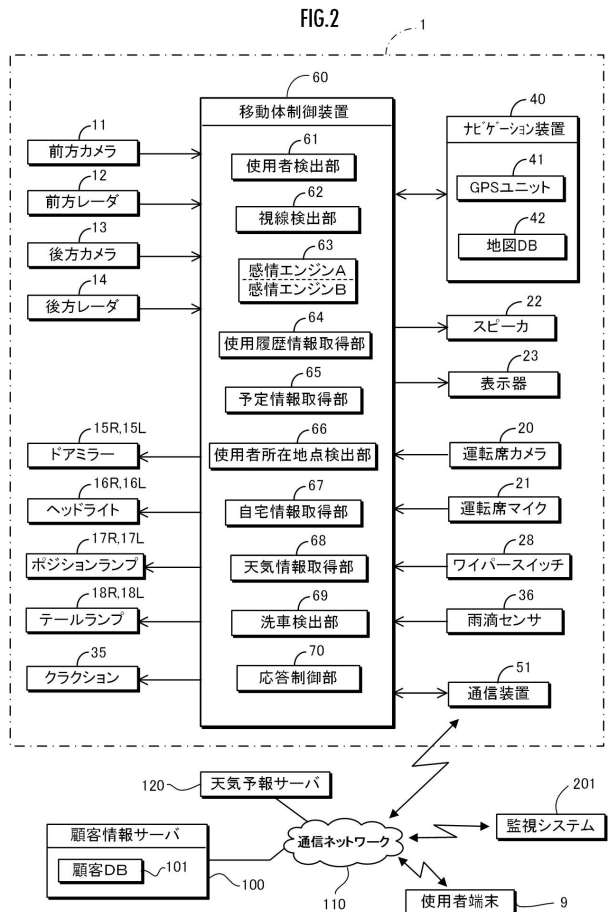 FIG.2
1
60
移動体制御装置
11
前方カメラ
12
前方レーダ
13
後方カメラ
14
後方レーダ
15R,15L
ドアミラー
16R,16L
ヘッドライト
17R,17L
ポジションランプ
18R,18L
テールランプ
35
クラクション
61
使用者検出部
62
視線検出部
63
感情エンジンA
感情エンジンB
64
使用履歴情報取得部
65
予定情報取得部
66
使用者所在地点検出部
67
自宅情報取得部
68
天気情報取得部
69
洗車検出部
70
応答制御部
40
ナビゲーション装置
41
GPSユニット
42
地図DB
22
スピーカ
23
表示器
20
運転席カメラ
21
運転席マイク
28
ワイパースイッチ
36
雨滴センサ
51
通信装置
120
天気予報サーバ
顧客情報サーバ
顧客DB
101
100
通信ネットワーク
110
201
監視システム
使用者端末
9